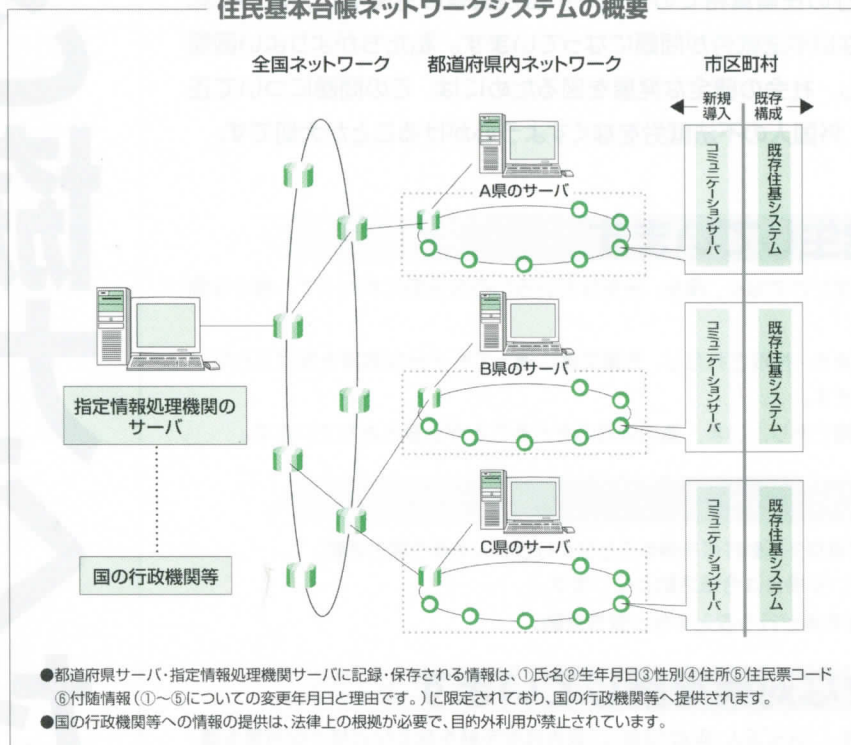 住民基本台帳ネットワークシステムの概要
全国ネットワーク
都道府県内ネットワーク
市区町村
新規導入
既存構成
A県のサーバ
コミュニケーションサーバ
既存住基システム
指定情報処理機関の
サーバ
B県のサーバ
コミュニケーションサーバ
既存住基システム
国の行政機関等
C県のサーバ
コミュニケーションサーバ
既存住基システム
●都道府県サーバ・指定情報処理機関サーバに記録・保存される情報は、①氏名②生年月日③性別④住所⑤住民票コード
⑥付随情報(①〜⑤についての変更年月日と理由です。)に限定されており、国の行政機関等へ提供されます。
●国の行政機関等への情報の提供は、法律上の根拠が必要で、目的外利用が禁止されています。